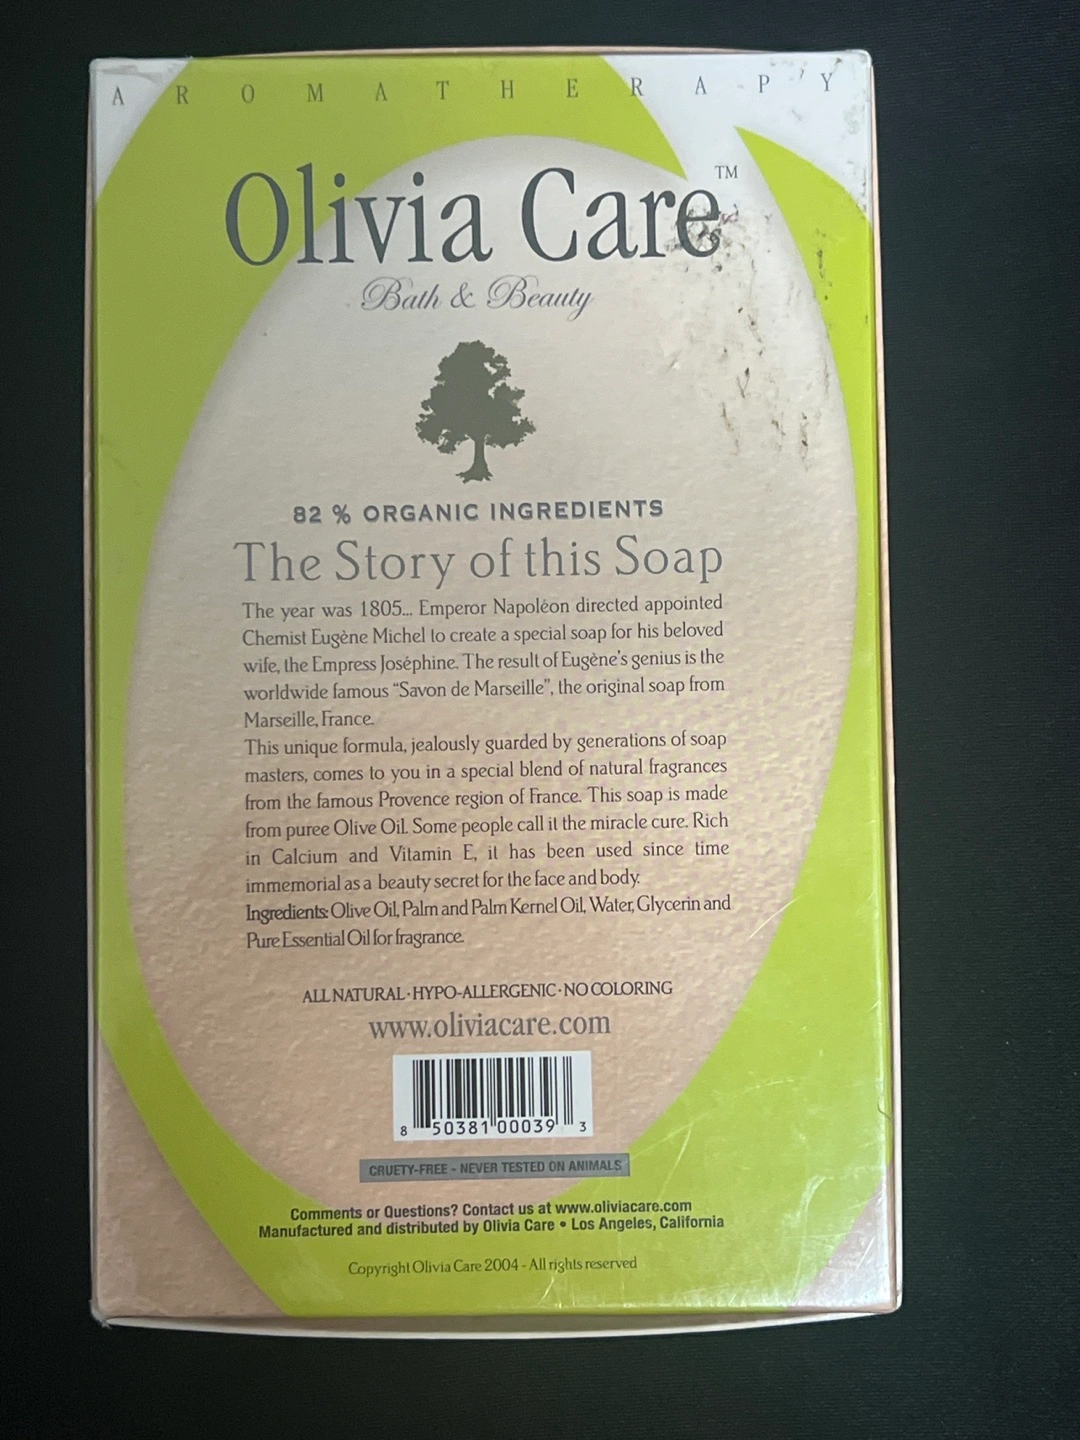 AROMATHERAPY
Olivia Care™
Bath & Beauty
82 % ORGANIC INGREDIENTS
The Story of this Soap
The year was 1805... Emperor Napoléon directed appointed
Chemist Eugène Michel to create a special soap for his beloved
wife, the Empress Joséphine. The result of Eugène's genius is the
worldwide famous "Savon de Marseille", the original soap from
Marseille, France.
This unique formula, jealously guarded by generations of soap
masters, comes to you in a special blend of natural fragrances
from the famous Provence region of France. This soap is made
from puree Olive Oil. Some people call it the miracle cure. Rich
in Calcium and Vitamin E, it has been used since time
immemorial as a beauty secret for the face and body.
Ingredients: Olive Oil, Palm and Palm Kernel Oil, Water, Glycerin and
Pure Essential Oil for fragrance.
ALL NATURAL · HYPO-ALLERGENIC · NO COLORING
www.oliviacare.com
8 50381 00039 3
CRUETY-FREE - NEVER TESTED ON ANIMALS
Comments or Questions? Contact us at www.oliviacare.com
Manufactured and distributed by Olivia Care • Los Angeles, California
Copyright Olivia Care 2004 - All rights reserved